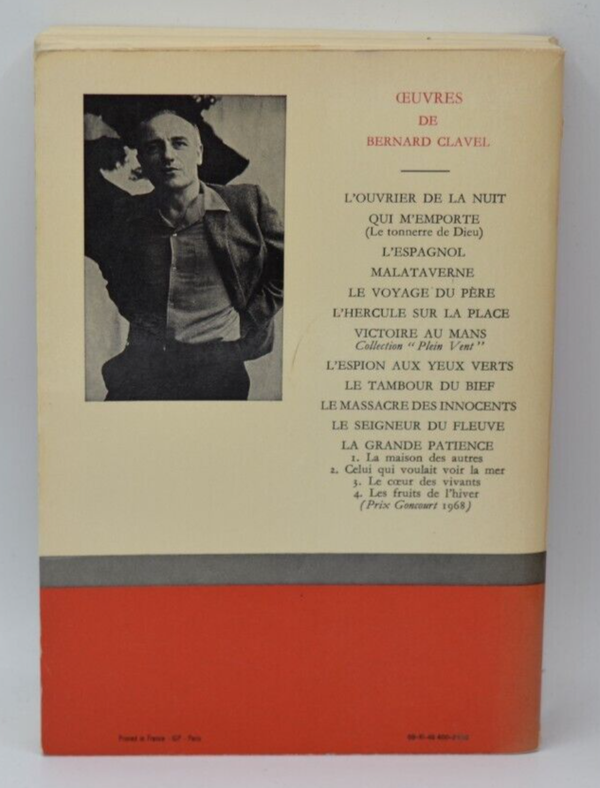 ŒUVRES
DE
BERNARD CLAVEL
L'OUVRIER DE LA NUIT
QUI M'EMPORTE
(Le tonnerre de Dieu)
L'ESPAGNOL
MALATAVERNE
LE VOYAGE DU PÈRE
L'HERCULE SUR LA PLACE
VICTOIRE AU MANS
Collection “ Plein Vent ”
L'ESPION AUX YEUX VERTS
LE TAMBOUR DU BIEF
LE MASSACRE DES INNOCENTS
LE SEIGNEUR DU FLEUVE
LA GRANDE PATIENCE
1. La maison des autres
2. Celui qui voulait voir la mer
3. Le cœur des vivants
4. Les fruits de l'hiver
(Prix Goncourt 1968)
Printed in France - Paris